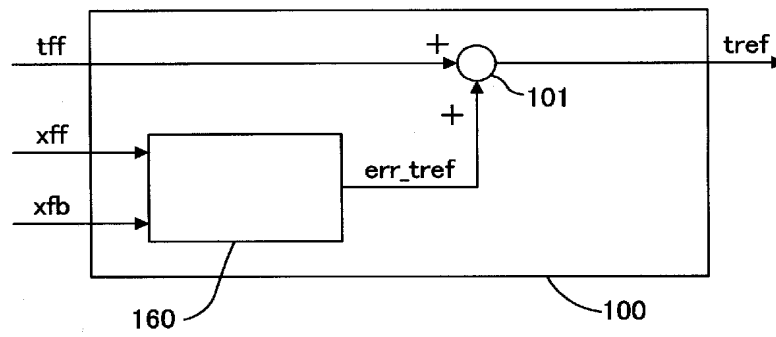 tff
+
tref
101
xff
+
err_tref
xfb
160
100